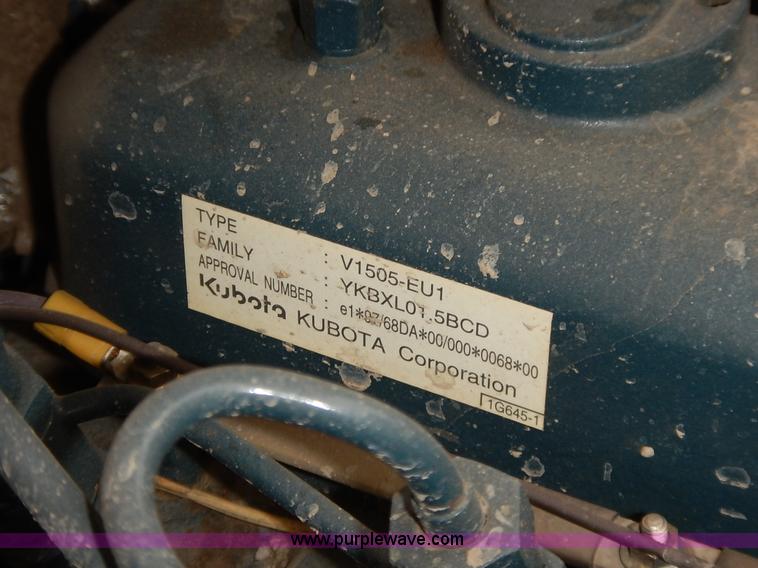 TYPE : V1505-EU1
FAMILY : YKBXL01.5BCD
APPROVAL NUMBER : e1*97/68DA*00/000*0068*00
Kubota KUBOTA Corporation
1G645-1
www.purplewave.com